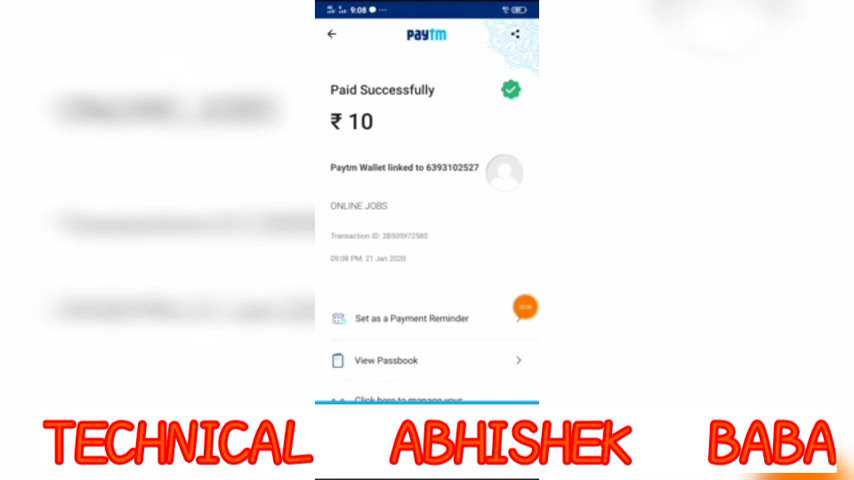 9:08
paytm
Paid Successfully
₹ 10
Paytm Wallet linked to 6393102527
ONLINE JOBS
Transaction ID: 28505972580
09:08 PM, 21 Jan 2020
Set as a Payment Reminder
View Passbook
Click here to manage your
TECHNICAL ABHISHEK BABA